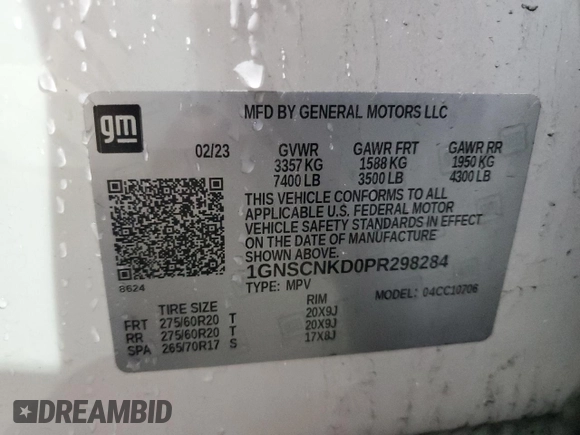 gm
MFD BY GENERAL MOTORS LLC
02/23 GVWR GAWR FRT GAWR RR
3357 KG 1588 KG 1950 KG
7400 LB 3500 LB 4300 LB
THIS VEHICLE CONFORMS TO ALL
APPLICABLE U.S. FEDERAL MOTOR
VEHICLE SAFETY STANDARDS IN EFFECT
ON THE DATE OF MANUFACTURE
SHOWN ABOVE.
1GNSCNKD0PR298284
TYPE: MPV MODEL: 04CC10706
8624
TIRE SIZE RIM
FRT 275/60R20 T 20X9J
RR 275/60R20 T 20X9J
SPA 265/70R17 S 17X8J
DREAMBID